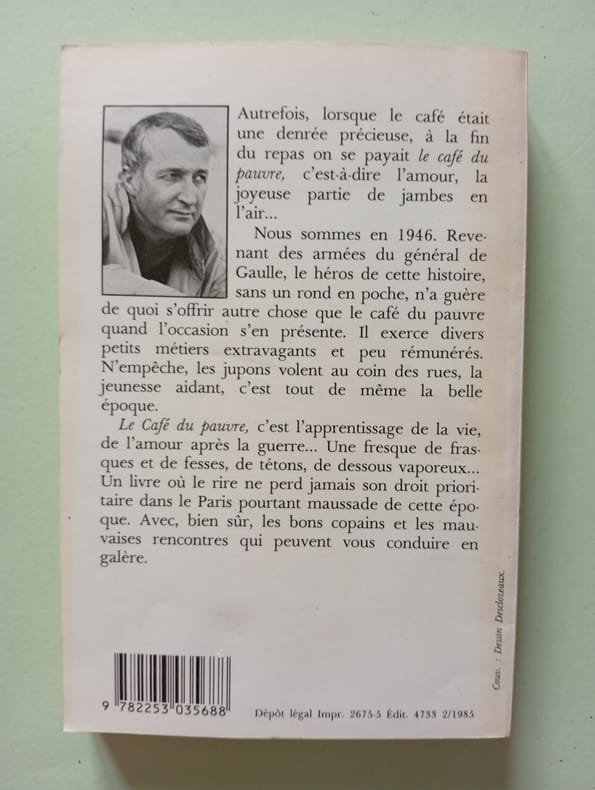 Autrefois, lorsque le café était
une denrée précieuse, à la fin
du repas on se payait le café du
pauvre, c'est-à-dire l'amour, la
joyeuse partie de jambes en
l'air...
Nous sommes en 1946. Reve-
nant des armées du général de
Gaulle, le héros de cette histoire,
sans un rond en poche, n'a guère
de quoi s'offrir autre chose que le café du pauvre
quand l'occasion s'en présente. Il exerce divers
petits métiers extravagants et peu rémunérés.
N'empêche, les jupons volent au coin des rues, la
jeunesse aidant, c'est tout de même la belle
époque.
Le Café du pauvre, c'est l'apprentissage de la vie,
de l'amour après la guerre... Une fresque de fras-
ques et de fesses, de tétons, de dessous vaporeux...
Un livre où le rire ne perd jamais son droit priori-
taire dans le Paris pourtant maussade de cette épo-
que. Avec, bien sûr, les bons copains et les mau-
vaises rencontres qui peuvent vous conduire en
galère.
Couv. : Dessin Desclozeaux.
9 782253 035688
Dépôt légal Impr. 2675-5 Édit. 4733 2/1985